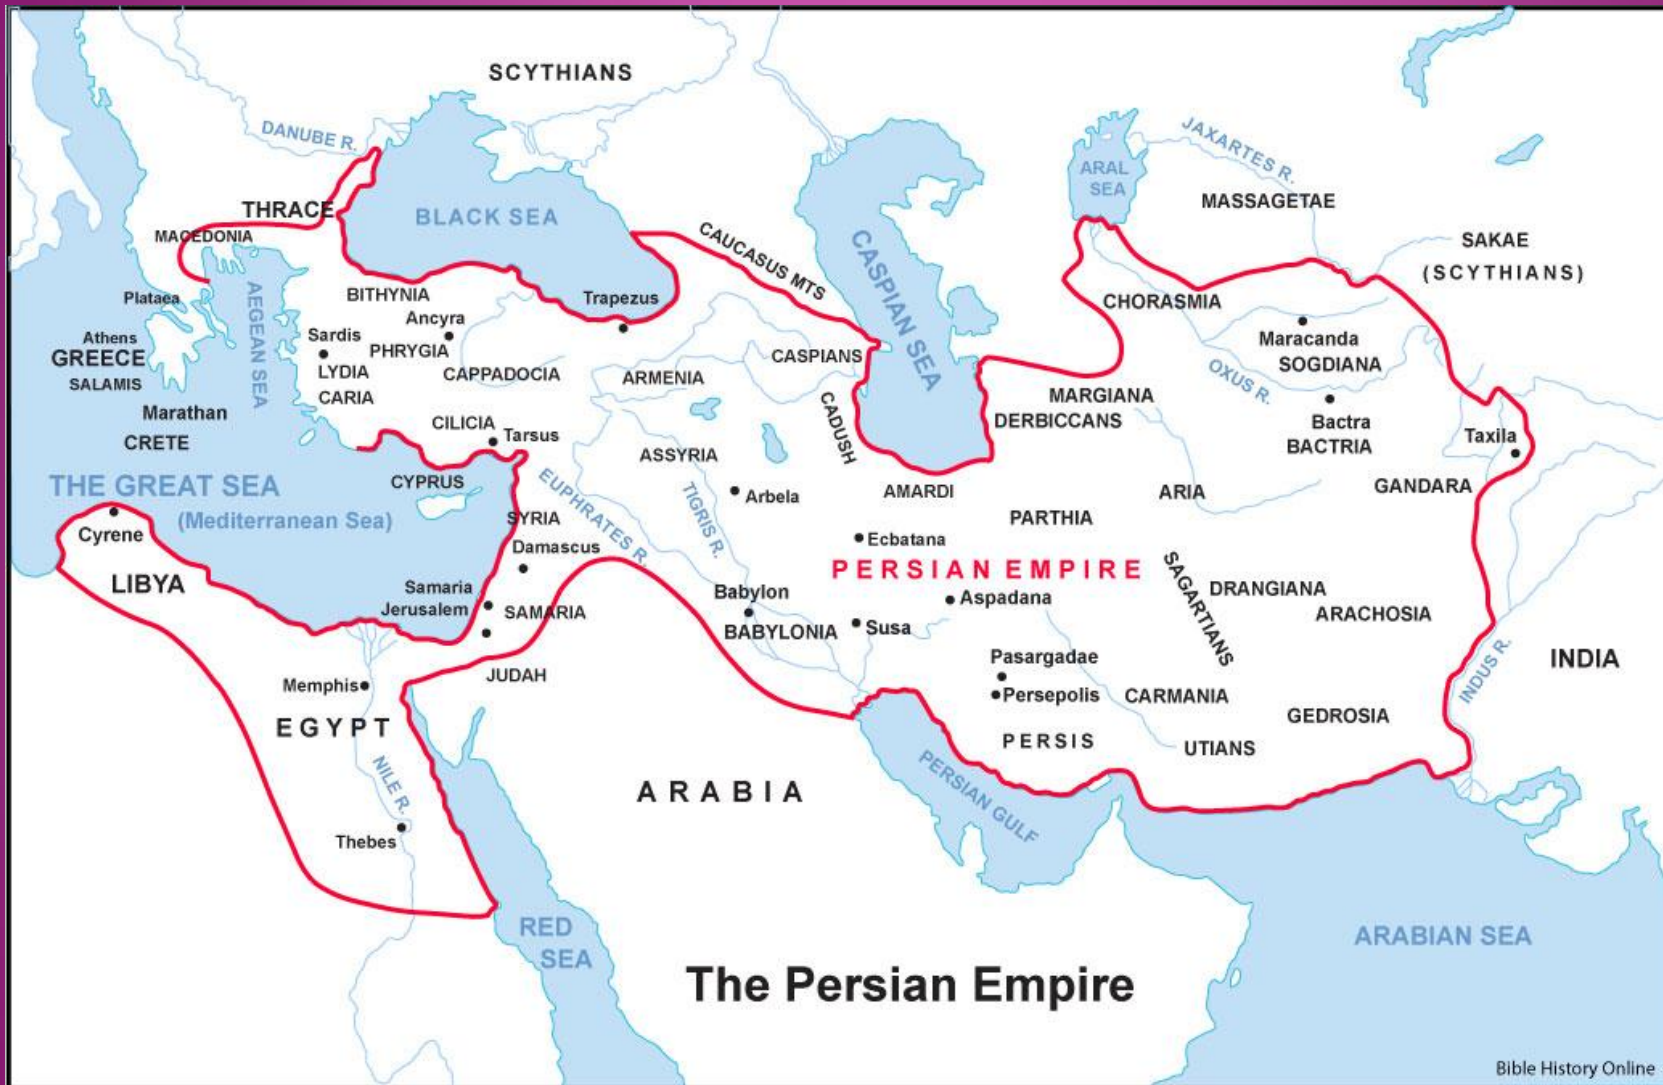 SCYTHIANS
DANUBE R.
JAXARTES R.
ARAL
SEA
MASSAGETAE
THRACE
BLACK SEA
MACEDONIA
CAUCASUS MTS
CASPIAN SEA
SAKAE
(SCYTHIANS)
Plataea
AEGEAN SEA
BITHYNIA
Trapezus
CHORASMIA
Ancyra
Athens
GREECE
SALAMIS
Sardis
LYDIA
CARIA
PHRYGIA
CAPPADOCIA
ARMENIA
CASPIANS
CADUSH
Maracanda
SOGDIANA
OXUS R.
MARGIANA
DERBICCANS
Marathan
CRETE
CILICIA
Tarsus
Bactra
BACTRIA
Taxila
ASSYRIA
THE GREAT SEA
(Mediterranean Sea)
CYPRUS
EUPHRATES R.
TIGRIS R.
Arbela
AMARDI
ARIA
GANDARA
Cyrene
SYRIA
PARTHIA
Damascus
Ecbatana
PERSIAN EMPIRE
LIBYA
Samaria
Jerusalem
SAMARIA
Babylon
BABYLONIA
Susa
Aspadana
SAGARTIANS
DRANGIANA
ARACHOSIA
INDUS R.
INDIA
Memphis
JUDAH
Pasargadae
Persepolis
CARMANIA
GEDROSIA
EGYPT
PERSIS
UTIANS
NILE R.
ARABIA
PERSIAN GULF
Thebes
RED
SEA
ARABIAN SEA
The Persian Empire
Bible History Online